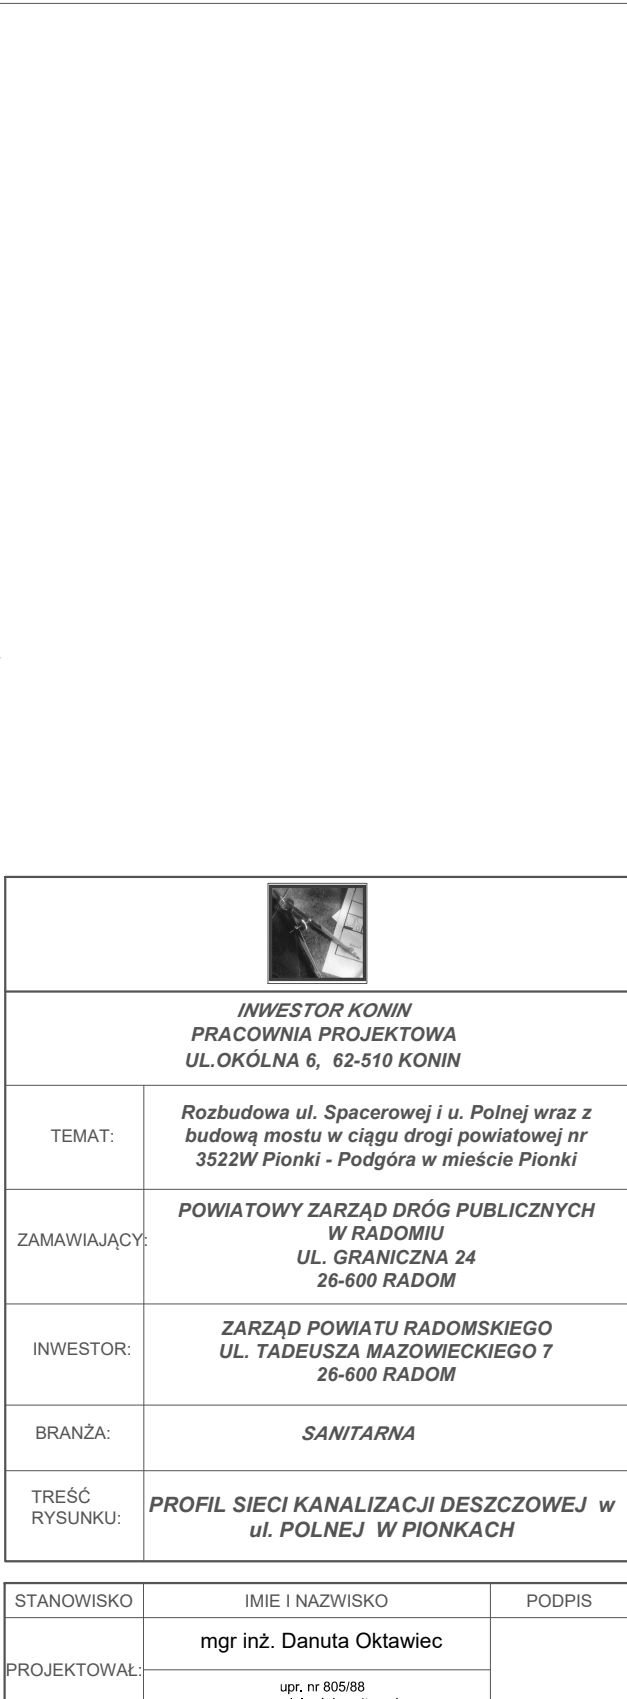 INWESTOR KONIN
PRACOWNIA PROJEKTOWA
UL.OKÓLNA 6, 62-510 KONIN
TEMAT:
Rozbudowa ul. Spacerowej i u. Polnej wraz z
budową mostu w ciągu drogi powiatowej nr
3522W Pionki - Podgóra w mieście Pionki
ZAMAWIAJĄCY:
POWIATOWY ZARZĄD DRÓG PUBLICZNYCH
W RADOMIU
UL. GRANICZNA 24
26-600 RADOM
INWESTOR:
ZARZĄD POWIATU RADOMSKIEGO
UL. TADEUSZA MAZOWIECKIEGO 7
26-600 RADOM
BRANŻA:
SANITARNA
TREŚĆ
RYSUNKU:
PROFIL SIECI KANALIZACJI DESZCZOWEJ w
ul. POLNEJ W PIONKACH
STANOWISKO IMIE I NAZWISKO PODPIS
PROJEKTOWAŁ:
mgr inż. Danuta Oktawiec
upr. nr 805/88